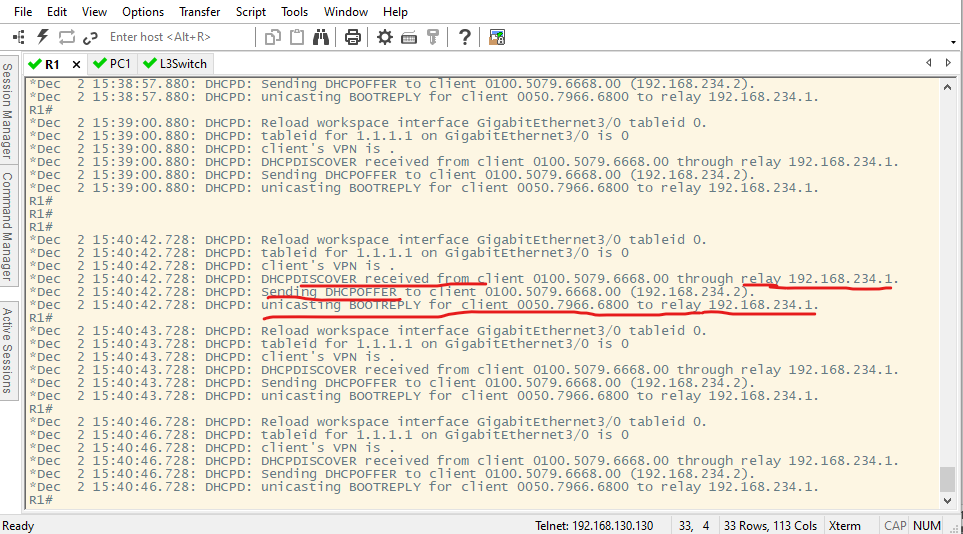 File Edit View Options Transfer Script Tools Window Help
Enter host <Alt+R>
R1 PC1 L3Switch
Session Manager
Command Manager
Active Sessions
*Dec  2 15:38:57.880: DHCPD: Sending DHCPOFFER to client 0100.5079.6668.00 (192.168.234.2).
*Dec  2 15:38:57.880: DHCPD: unicasting BOOTREPLY for client 0050.7966.6800 to relay 192.168.234.1.
R1#
*Dec  2 15:39:00.880: DHCPD: Reload workspace interface GigabitEthernet3/0 tableid 0.
*Dec  2 15:39:00.880: DHCPD: tableid for 1.1.1.1 on GigabitEthernet3/0 is 0
*Dec  2 15:39:00.880: DHCPD: client's VPN is .
*Dec  2 15:39:00.880: DHCPD: DHCPDISCOVER received from client 0100.5079.6668.00 through relay 192.168.234.1.
*Dec  2 15:39:00.880: DHCPD: Sending DHCPOFFER to client 0100.5079.6668.00 (192.168.234.2).
*Dec  2 15:39:00.880: DHCPD: unicasting BOOTREPLY for client 0050.7966.6800 to relay 192.168.234.1.
R1#
R1#
R1#
*Dec  2 15:40:42.728: DHCPD: Reload workspace interface GigabitEthernet3/0 tableid 0.
*Dec  2 15:40:42.728: DHCPD: tableid for 1.1.1.1 on GigabitEthernet3/0 is 0
*Dec  2 15:40:42.728: DHCPD: client's VPN is .
*Dec  2 15:40:42.728: DHCPD: DHCPDISCOVER received from client 0100.5079.6668.00 through relay 192.168.234.1.
*Dec  2 15:40:42.728: DHCPD: Sending DHCPOFFER to client 0100.5079.6668.00 (192.168.234.2).
*Dec  2 15:40:42.728: DHCPD: unicasting BOOTREPLY for client 0050.7966.6800 to relay 192.168.234.1.
R1#
*Dec  2 15:40:43.728: DHCPD: Reload workspace interface GigabitEthernet3/0 tableid 0.
*Dec  2 15:40:43.728: DHCPD: tableid for 1.1.1.1 on GigabitEthernet3/0 is 0
*Dec  2 15:40:43.728: DHCPD: client's VPN is .
*Dec  2 15:40:43.728: DHCPD: DHCPDISCOVER received from client 0100.5079.6668.00 through relay 192.168.234.1.
*Dec  2 15:40:43.728: DHCPD: Sending DHCPOFFER to client 0100.5079.6668.00 (192.168.234.2).
*Dec  2 15:40:43.728: DHCPD: unicasting BOOTREPLY for client 0050.7966.6800 to relay 192.168.234.1.
R1#
*Dec  2 15:40:46.728: DHCPD: Reload workspace interface GigabitEthernet3/0 tableid 0.
*Dec  2 15:40:46.728: DHCPD: tableid for 1.1.1.1 on GigabitEthernet3/0 is 0
*Dec  2 15:40:46.728: DHCPD: client's VPN is .
*Dec  2 15:40:46.728: DHCPD: DHCPDISCOVER received from client 0100.5079.6668.00 through relay 192.168.234.1.
*Dec  2 15:40:46.728: DHCPD: Sending DHCPOFFER to client 0100.5079.6668.00 (192.168.234.2).
*Dec  2 15:40:46.728: DHCPD: unicasting BOOTREPLY for client 0050.7966.6800 to relay 192.168.234.1.
R1#
Ready Telnet: 192.168.130.130 33, 4 33 Rows, 113 Cols Xterm CAP NUM